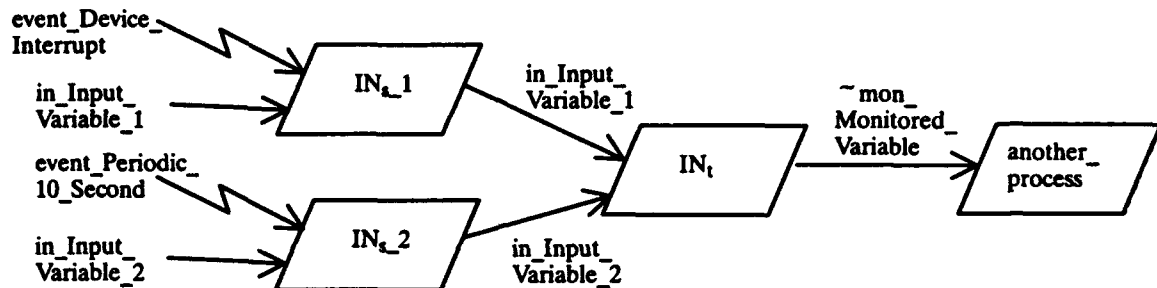 event_Device_
Interrupt
in_Input_
Variable_1
INs_1
in_Input_
Variable_1
event_Periodic_
10_Second
in_Input_
Variable_2
INs_2
in_Input_
Variable_2
INt
~mon_
Monitored_
Variable
another_
process